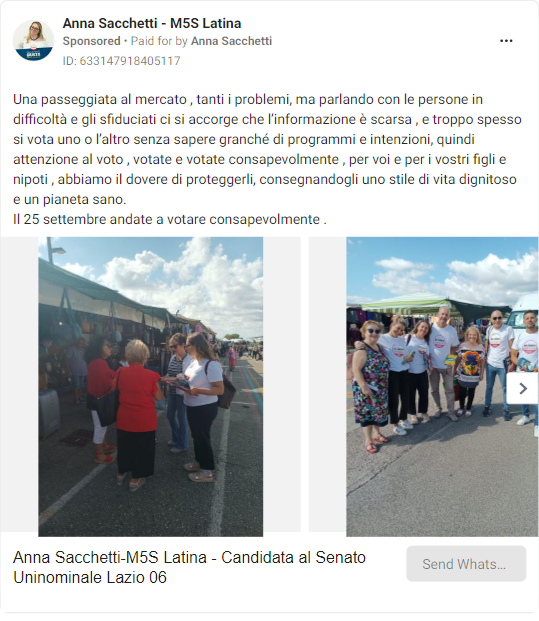 Anna Sacchetti - M5S Latina
Sponsored • Paid for by Anna Sacchetti
ID: 633147918405117
Una passeggiata al mercato , tanti i problemi, ma parlando con le persone in
difficoltà e gli sfiduciati ci si accorge che l’informazione è scarsa , e troppo spesso
si vota uno o l’altro senza sapere granché di programmi e intenzioni, quindi
attenzione al voto , votate e votate consapevolmente , per voi e per i vostri figli e
nipoti , abbiamo il dovere di proteggerli, consegnandogli uno stile di vita dignitoso
e un pianeta sano.
Il 25 settembre andate a votare consapevolmente .
Anna Sacchetti-M5S Latina - Candidata al Senato
Uninominale Lazio 06
Send Whats...